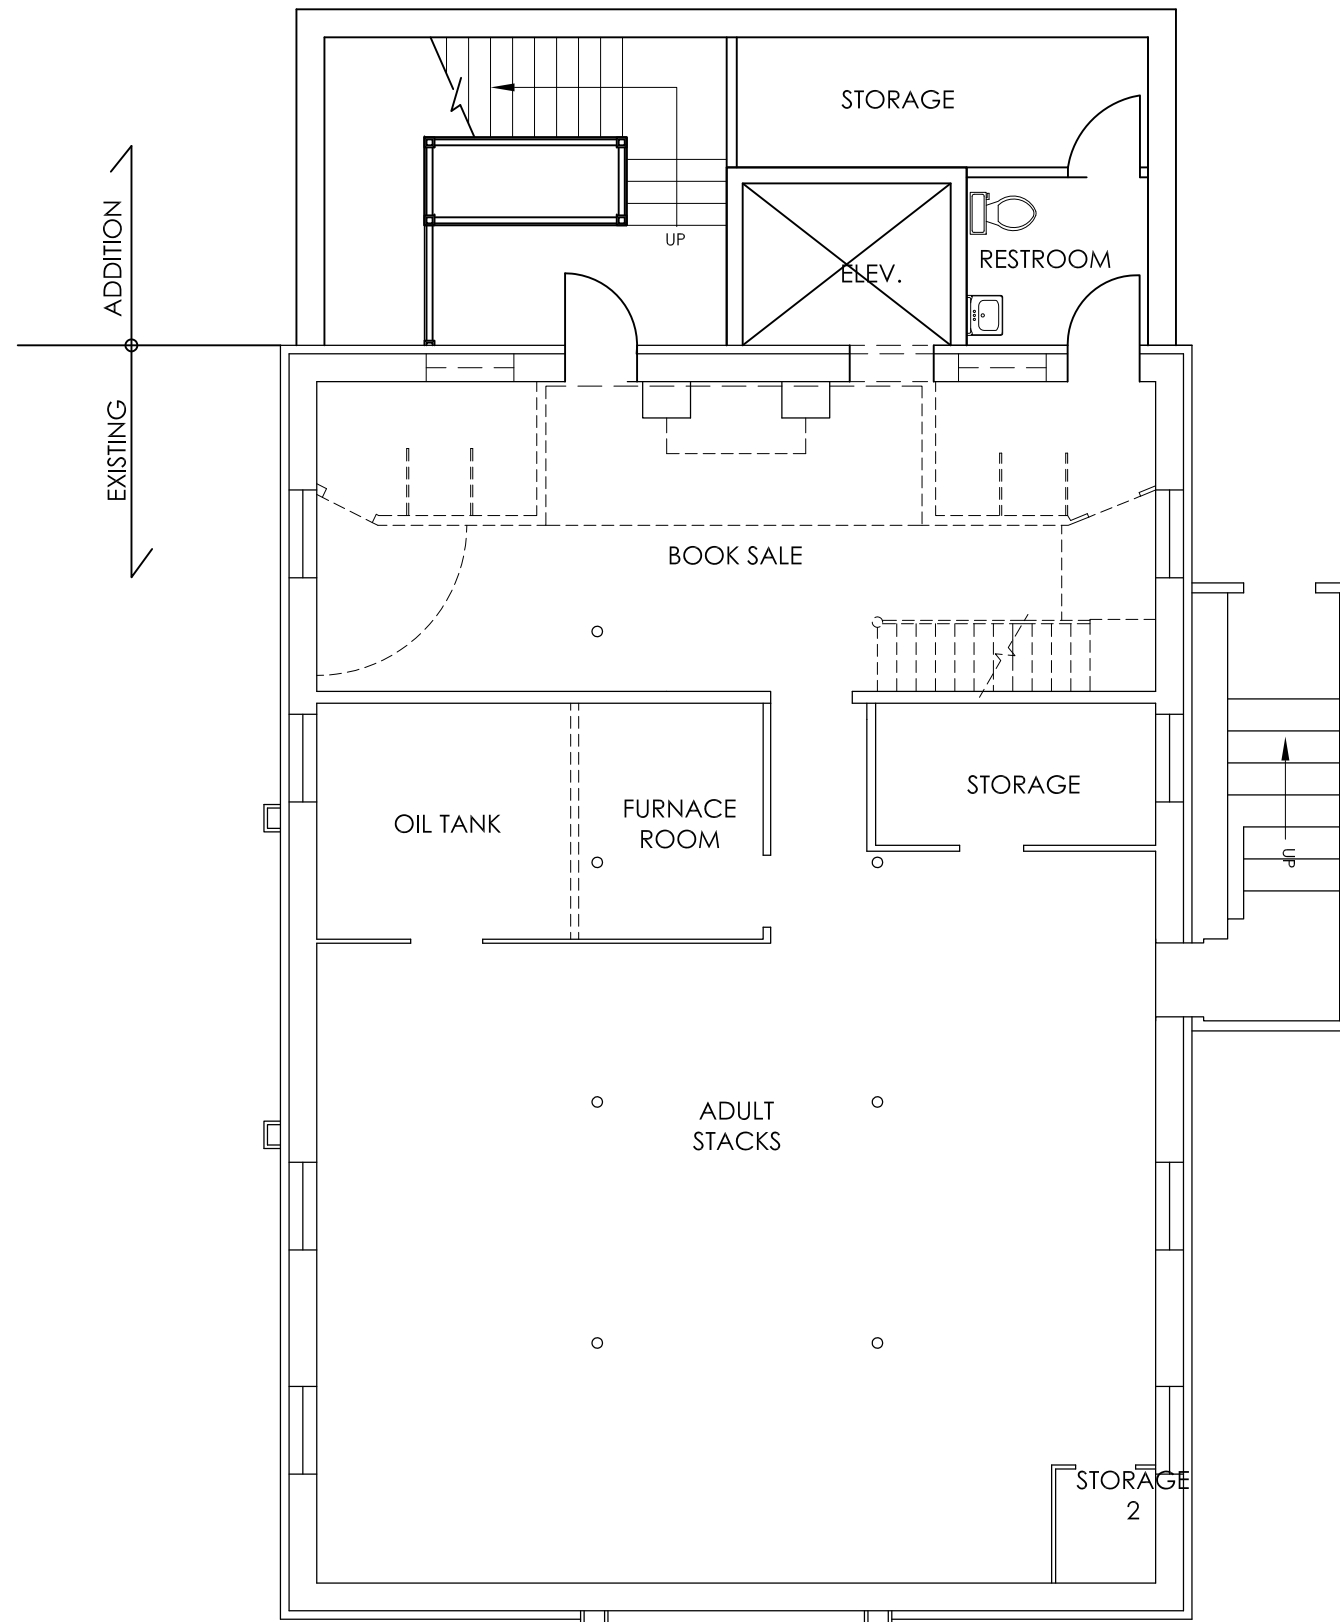 STORAGE
ADDITION
UP
ELEV.
RESTROOM
EXISTING
BOOK SALE
OIL TANK
FURNACE
ROOM
STORAGE
UP
ADULT
STACKS
STORAGE
2